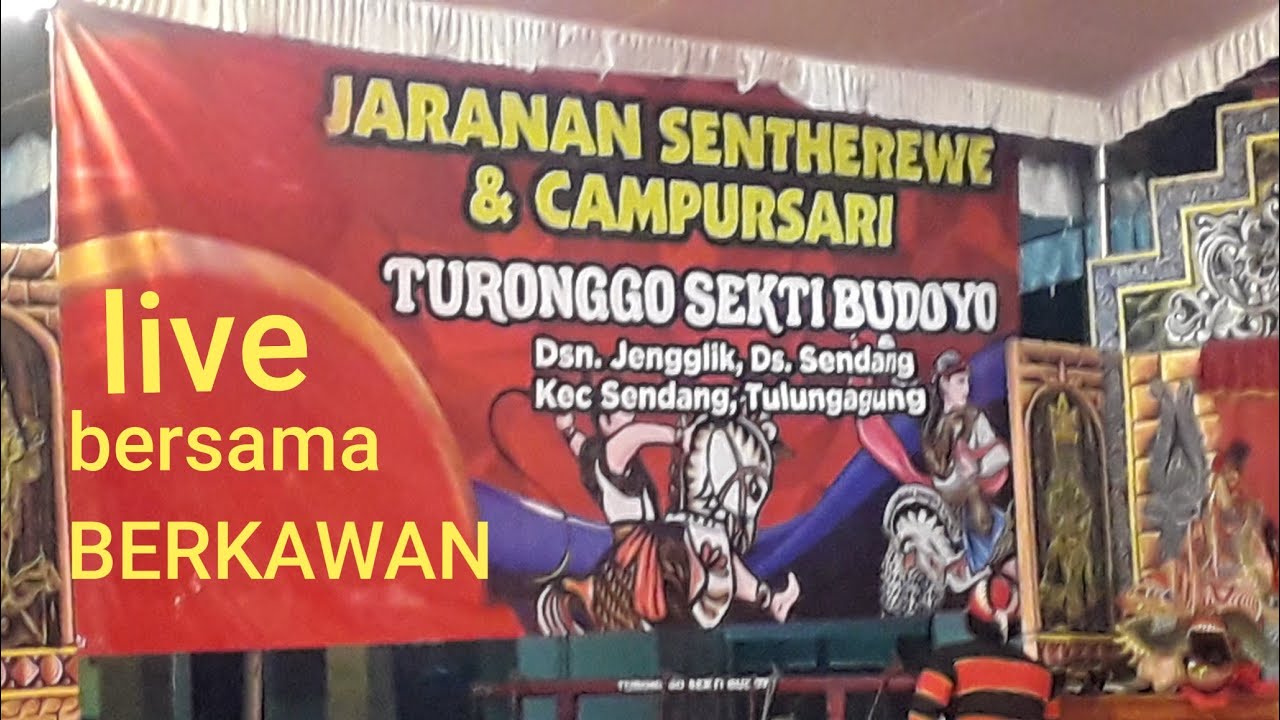 JARANAN SENTHEREWE
& CAMPURSARI
TURONGGO SEKTI BUDOYO
Dsn. Jengglik, Ds. Sendang
Kec Sendang, Tulungagung
live
bersama
BERKAWAN